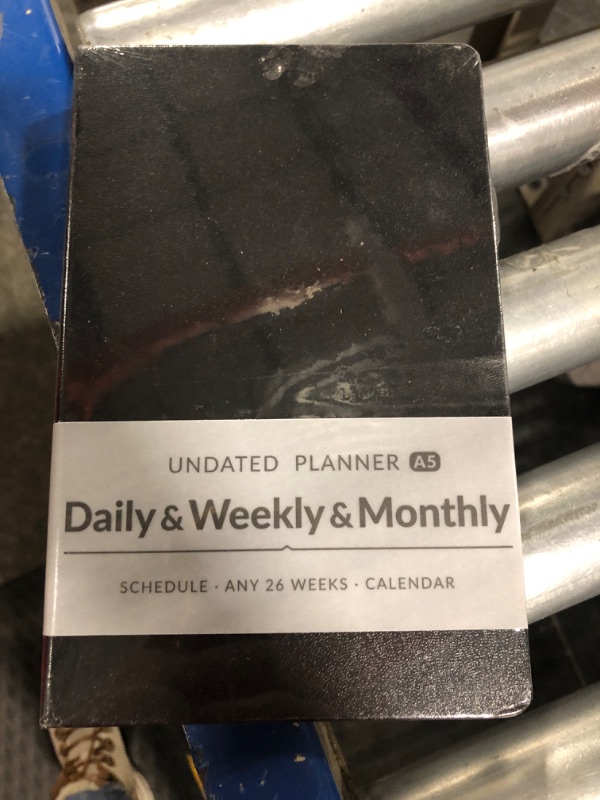 UNDATED PLANNER A5
Daily & Weekly & Monthly
SCHEDULE · ANY 26 WEEKS · CALENDAR